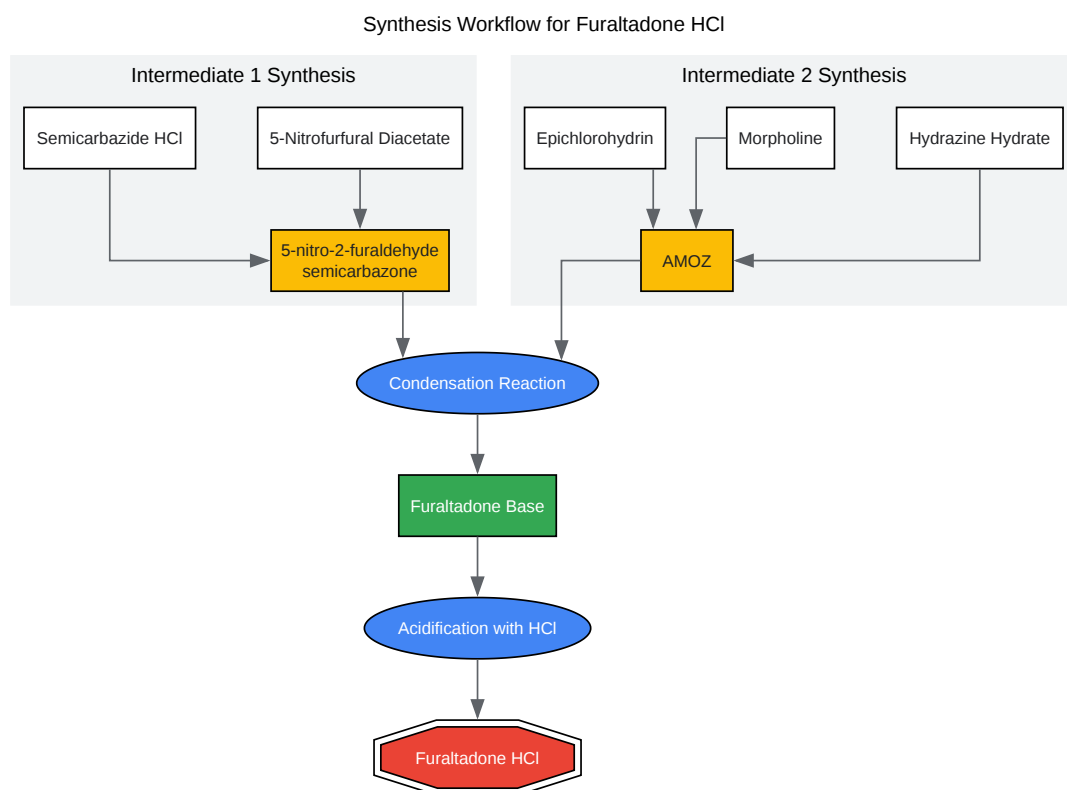 Synthesis Workflow for Furaltadone HCl
Intermediate 1 Synthesis
Intermediate 2 Synthesis
Semicarbazide HCl
5-Nitrofurfural Diacetate
Epichlorohydrin
Morpholine
Hydrazine Hydrate
5-nitro-2-furaldehyde
semicarbazone
AMOZ
Condensation Reaction
Furaltadone Base
Acidification with HCl
Furaltadone HCl